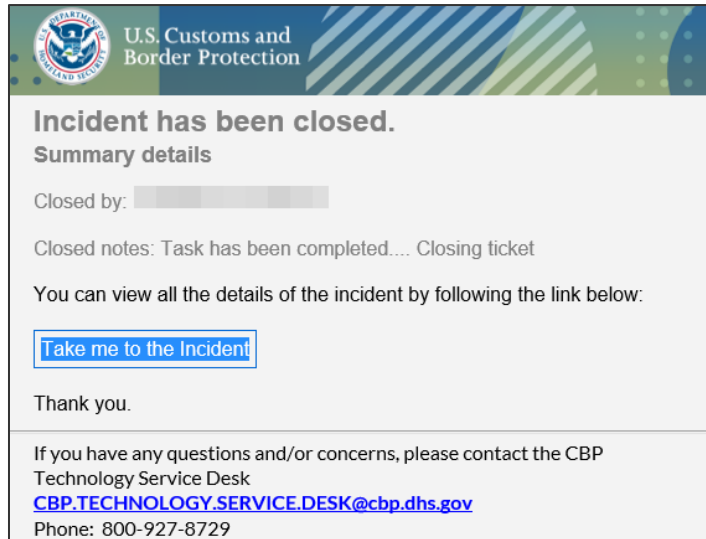 U.S. Customs and
Border Protection
Incident has been closed.
Summary details
Closed by:
Closed notes: Task has been completed.... Closing ticket
You can view all the details of the incident by following the link below:
Take me to the Incident
Thank you.
If you have any questions and/or concerns, please contact the CBP
Technology Service Desk
CBP.TECHNOLOGY.SERVICE.DESK@cbp.dhs.gov
Phone: 800-927-8729